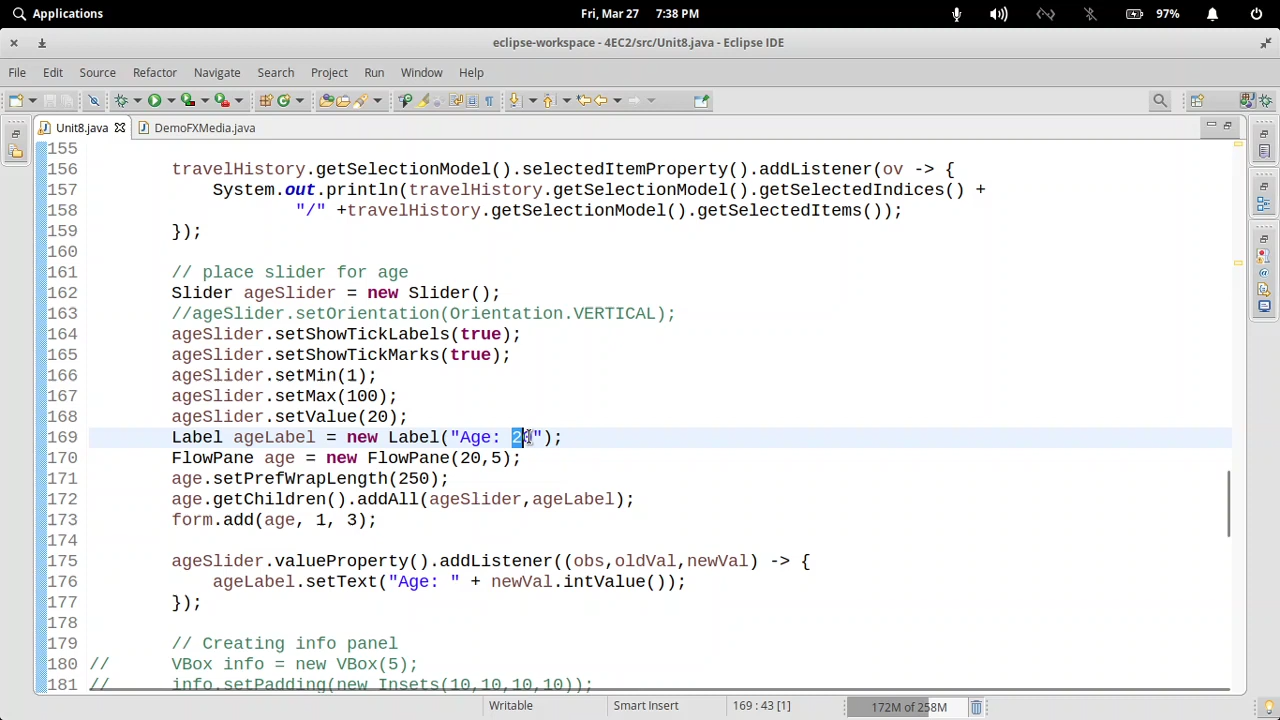 Applications
Fri, Mar 27 7:38 PM
97%
eclipse-workspace - 4EC2/src/Unit8.java - Eclipse IDE
File Edit Source Refactor Navigate Search Project Run Window Help
Unit8.java DemoFXMedia.java
155
156 travelHistory.getSelectionModel().selectedItemProperty().addListener(ov -> {
157 System.out.println(travelHistory.getSelectionModel().getSelectedIndices() +
158 "/" +travelHistory.getSelectionModel().getSelectedItems());
159 });
160
161 // place slider for age
162 Slider ageSlider = new Slider();
163 //ageSlider.setOrientation(Orientation.VERTICAL);
164 ageSlider.setShowTickLabels(true);
165 ageSlider.setShowTickMarks(true);
166 ageSlider.setMin(1);
167 ageSlider.setMax(100);
168 ageSlider.setValue(20);
169 Label ageLabel = new Label("Age: 20");
170 FlowPane age = new FlowPane(20,5);
171 age.setPrefWrapLength(250);
172 age.getChildren().addAll(ageSlider,ageLabel);
173 form.add(age, 1, 3);
174
175 ageSlider.valueProperty().addListener((obs,oldVal,newVal) -> {
176 ageLabel.setText("Age: " + newVal.intValue());
177 });
178
179 // Creating info panel
180 // VBox info = new VBox(5);
181 // info.setPadding(new Insets(10,10,10,10));
Writable Smart Insert 169 : 43 [1] 172M of 258M